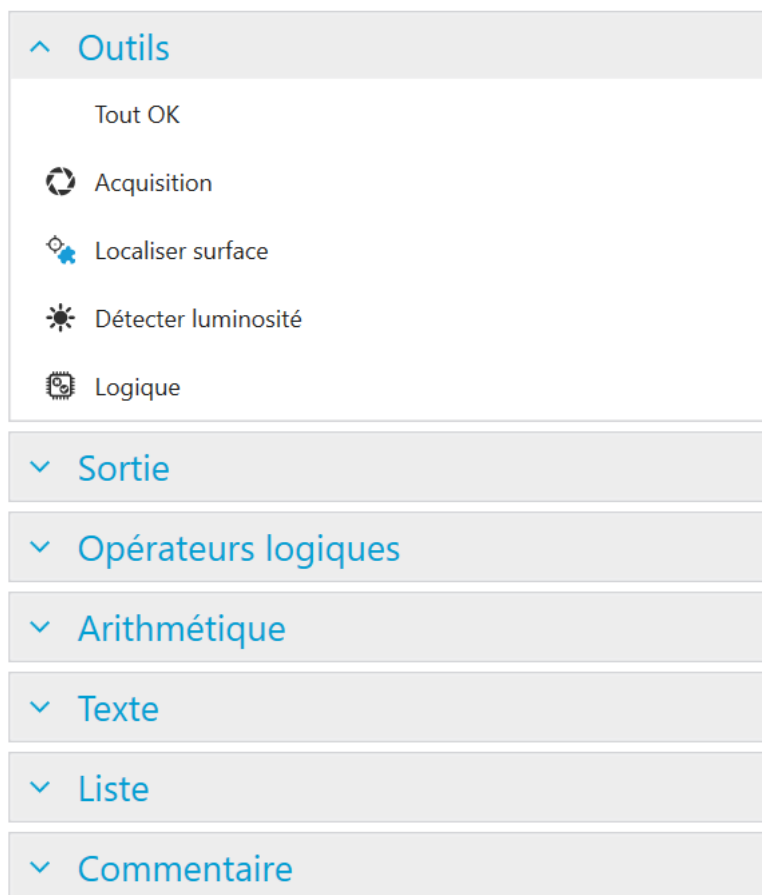 Outils
Tout OK
Acquisition
Localiser surface
Détecter luminosité
Logique
Sortie
Opérateurs logiques
Arithmétique
Texte
Liste
Commentaire